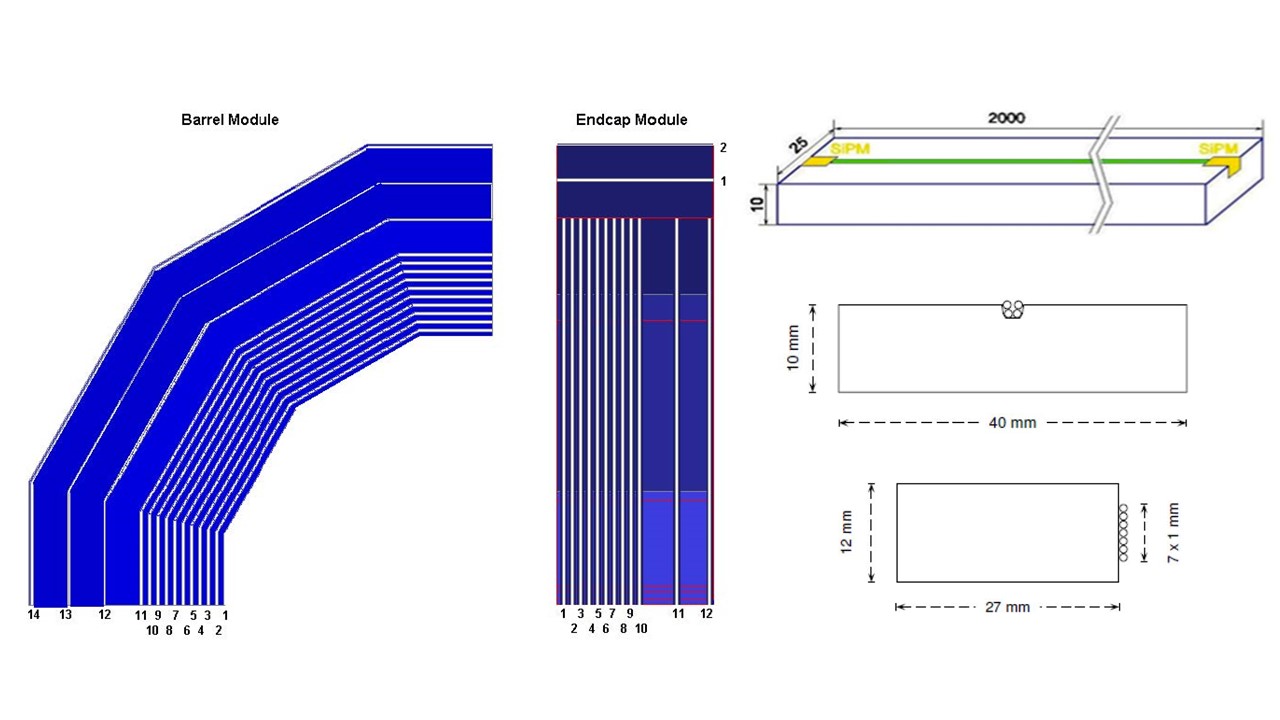 Barrel Module
14 13 12 11 9 7 5 3 1
10 8 6 4 2
Endcap Module
2
1
1 3 5 7 9 11 12
2 4 6 8 10
2000
25
SiPM
SiPM
10
10 mm
40 mm
12 mm
7 x 1 mm
27 mm